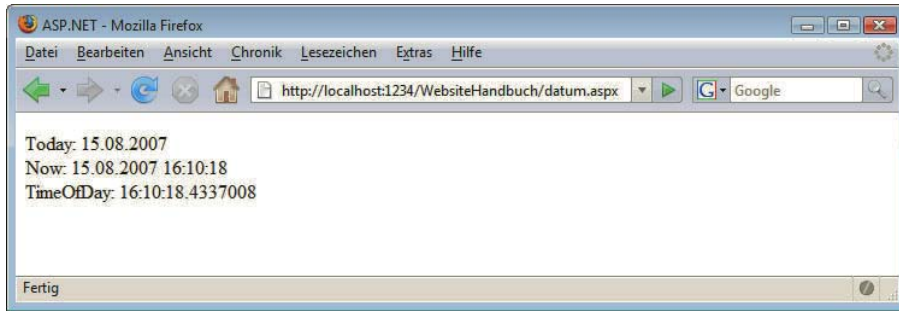 ASP.NET - Mozilla Firefox
Datei Bearbeiten Ansicht Chronik Lesezeichen Extras Hilfe
http://localhost:1234/WebsiteHandbuch/datum.aspx G Google
Today: 15.08.2007
Now: 15.08.2007 16:10:18
TimeOfDay: 16:10:18.4337008
Fertig